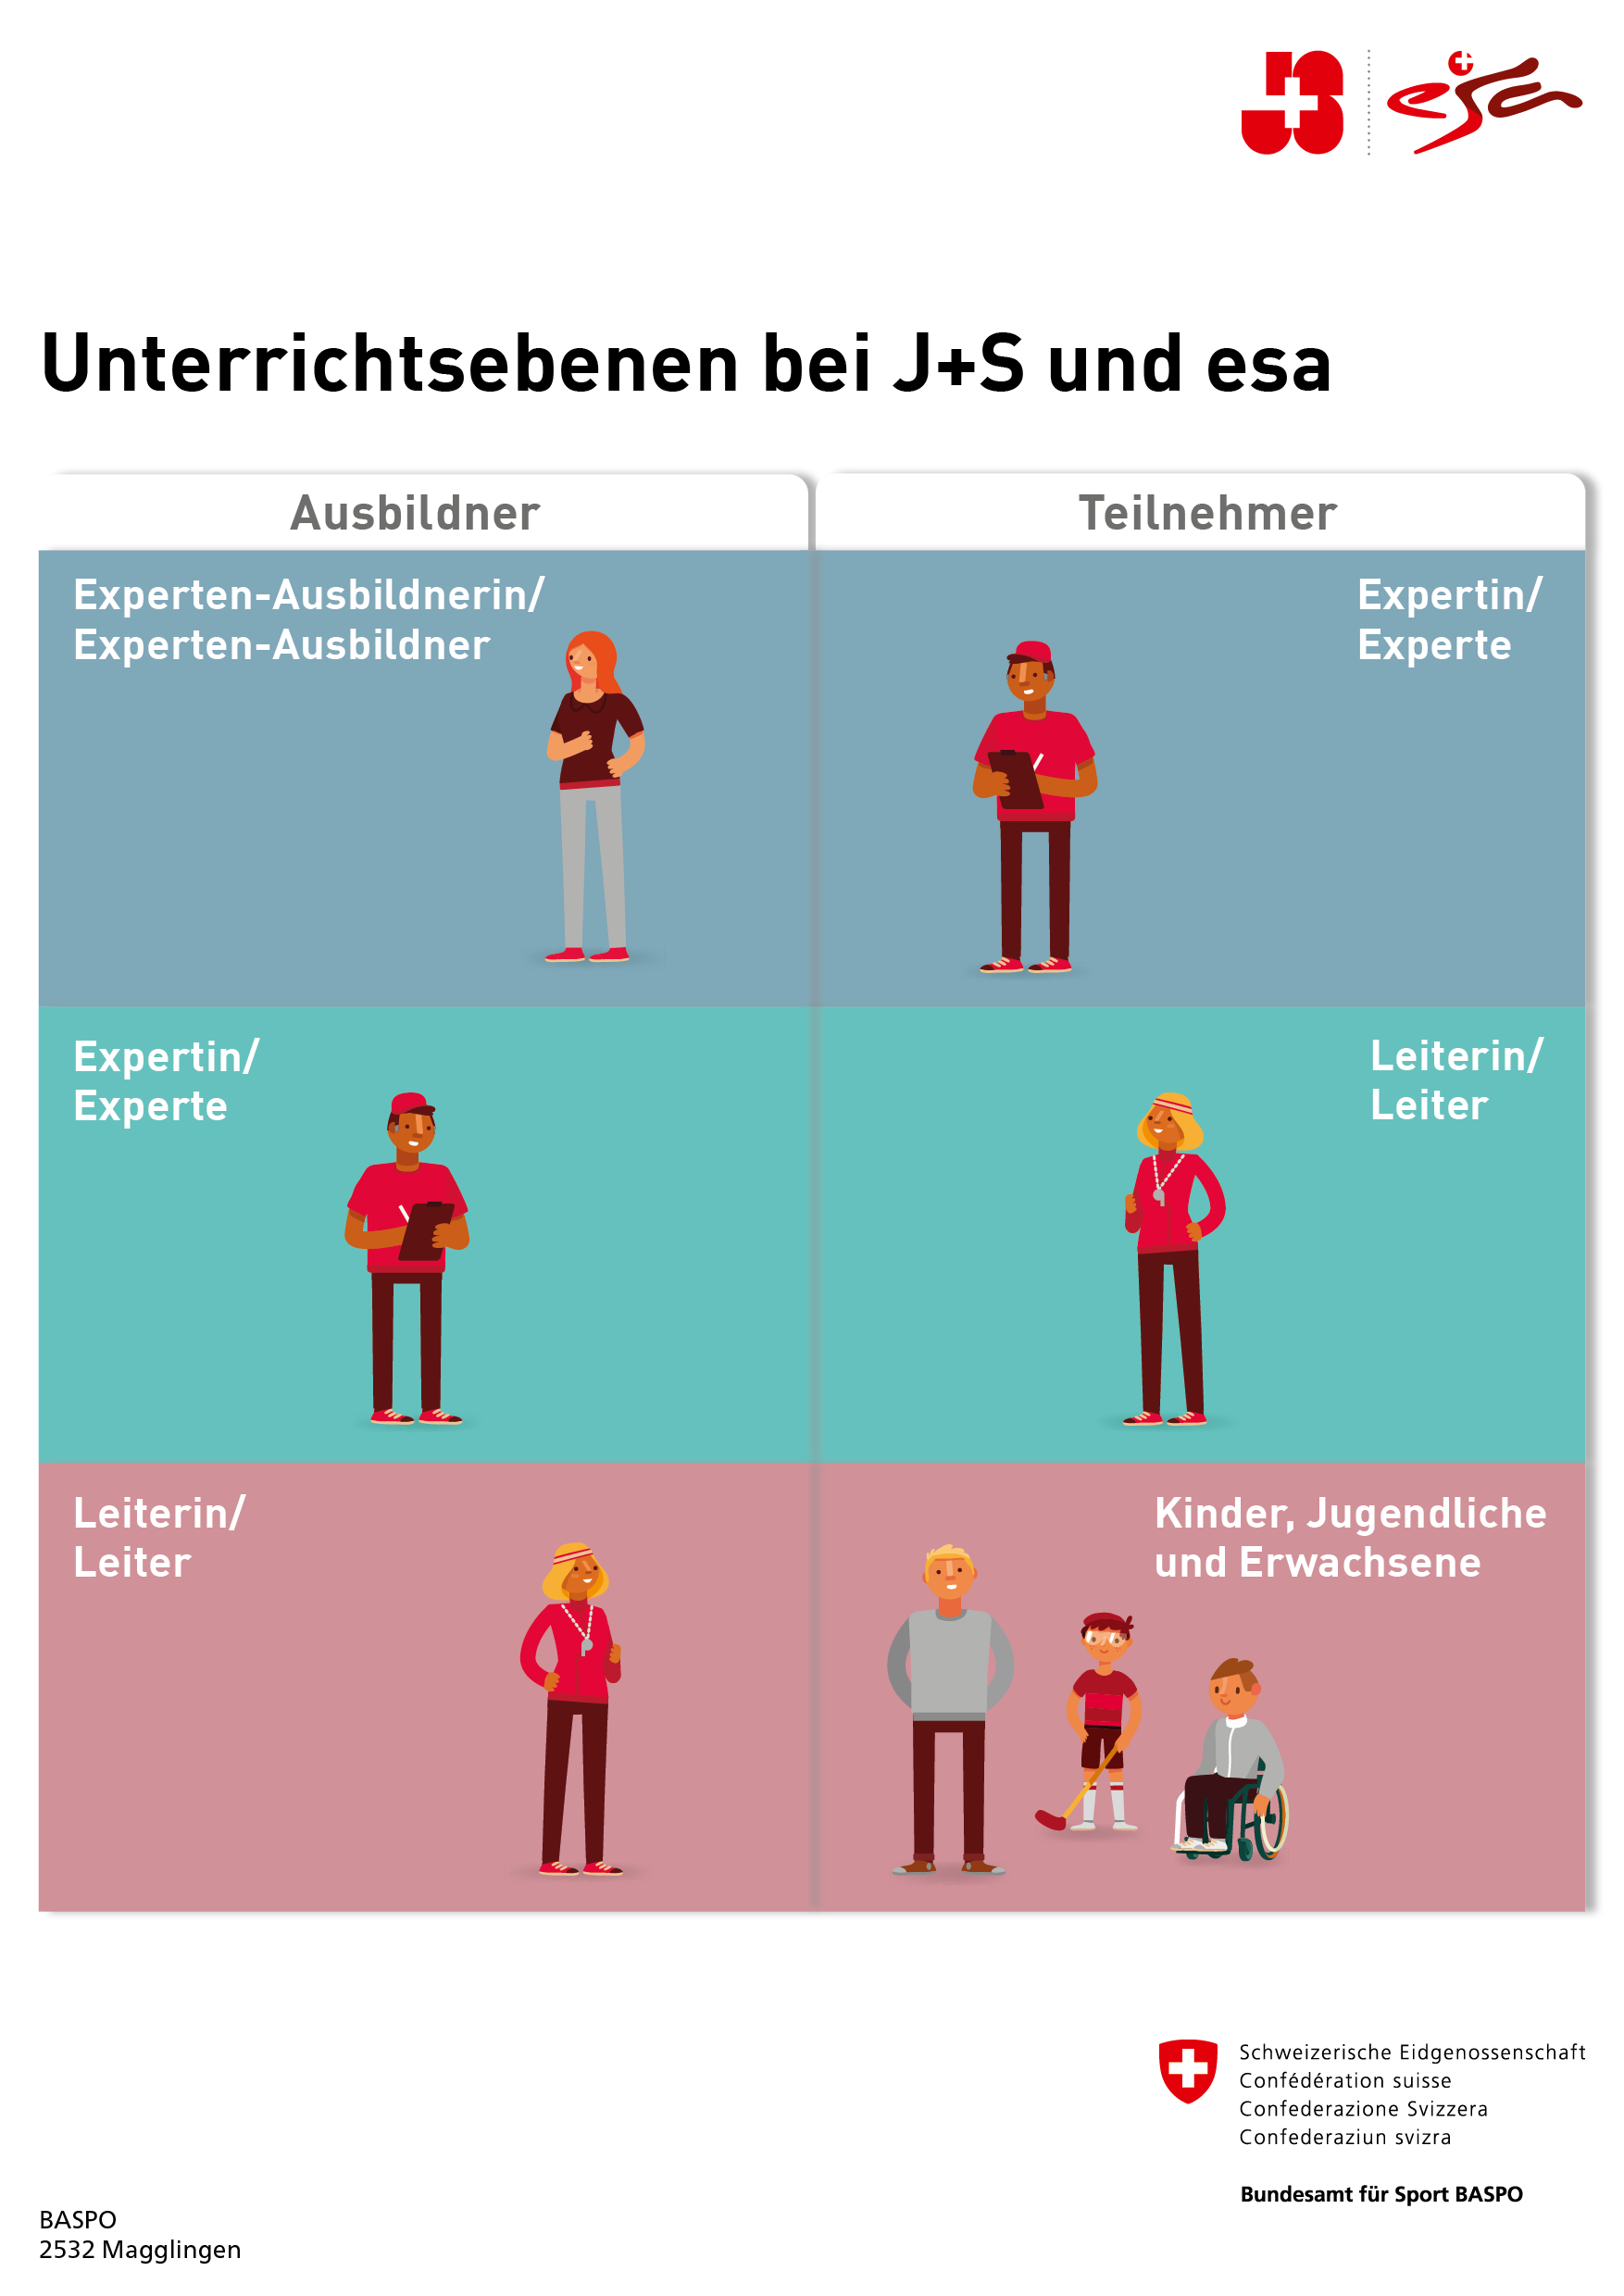 J+S
esa
Unterrichtsebenen bei J+S und esa
Ausbildner
Teilnehmer
Experten-Ausbildnerin/
Experten-Ausbildner
Expertin/
Experte
Expertin/
Experte
Leiterin/
Leiter
Leiterin/
Leiter
Kinder, Jugendliche
und Erwachsene
Schweizerische Eidgenossenschaft
Confédération suisse
Confederazione Svizzera
Confederaziun svizra
Bundesamt für Sport BASPO
BASPO
2532 Magglingen